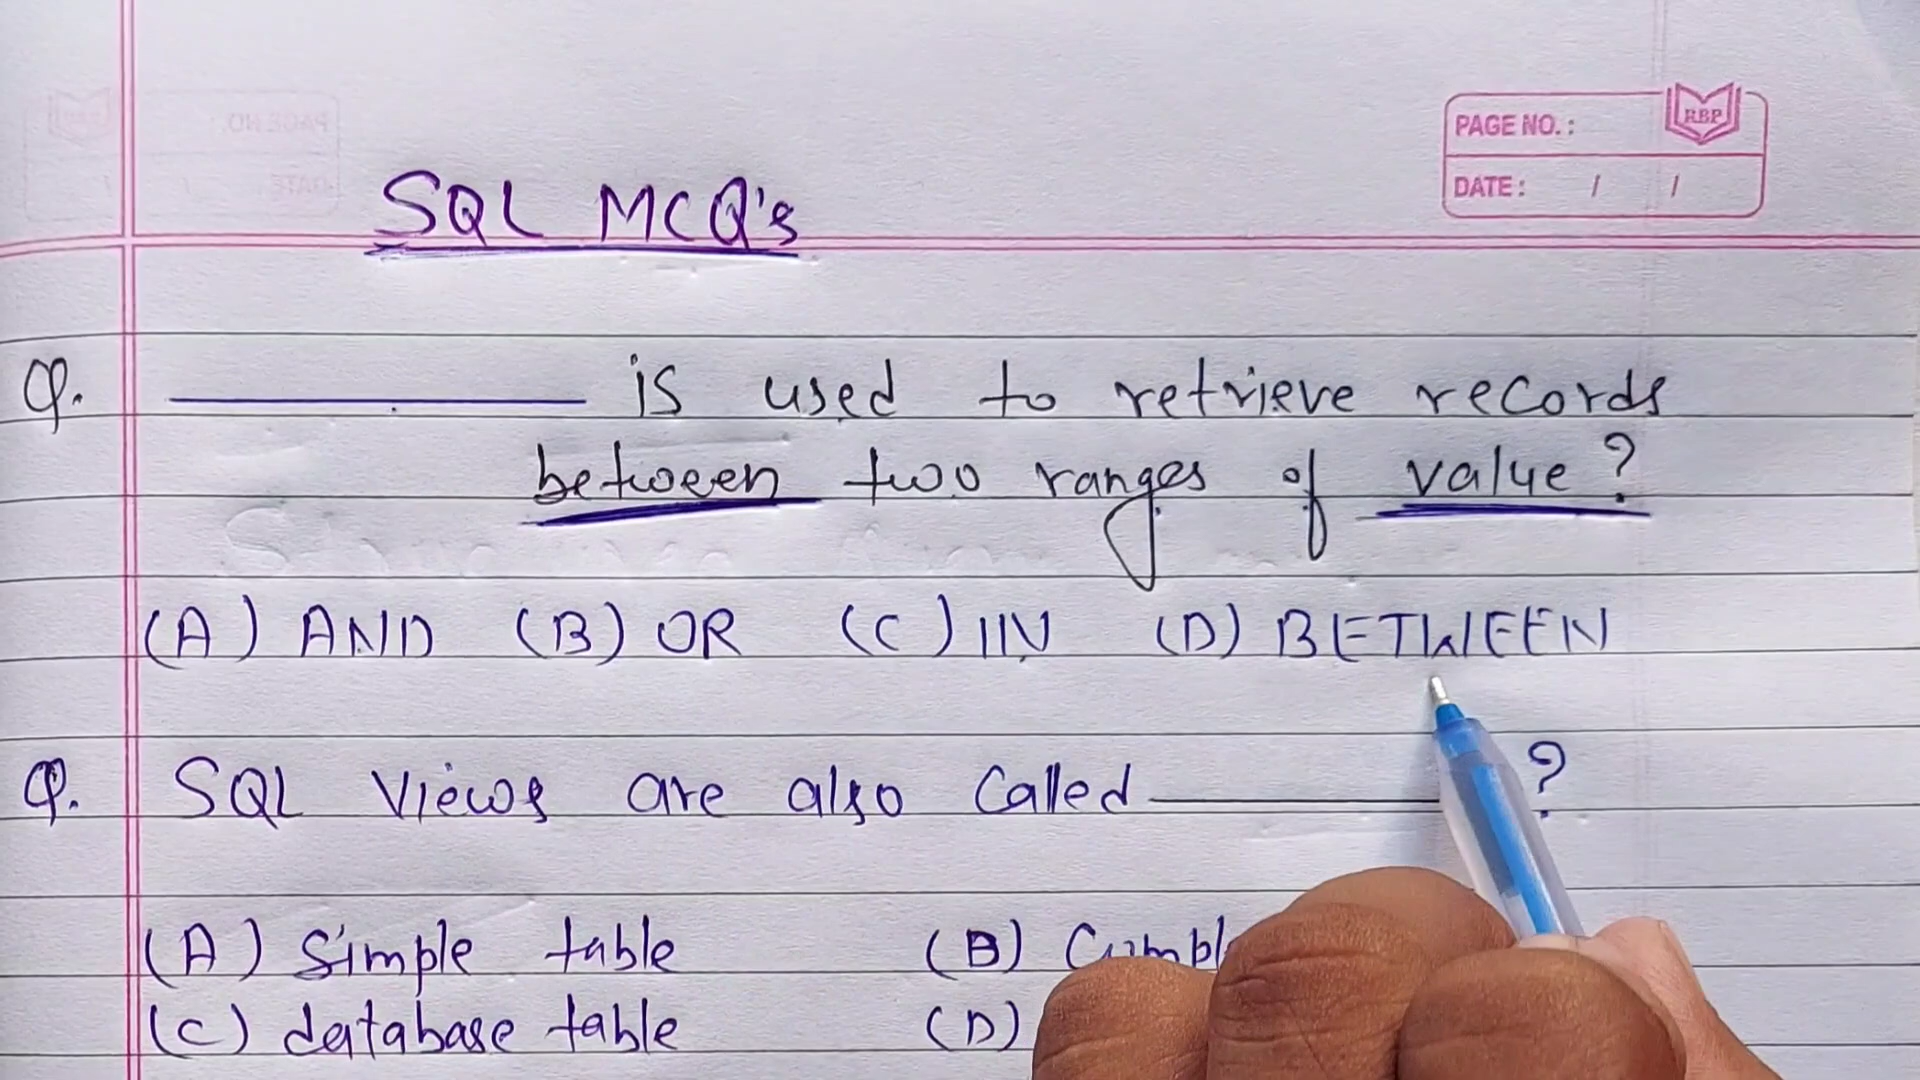 PAGE NO. :
RBP
DATE : / /
SQL MCQ's
Q. ________ is used to retrieve records
between two ranges of value?
(A) AND (B) OR (C) IN (D) BETWEEN
Q. SQL Views are also called ________ ?
(A) Simple table (B)
(C) database table (D)